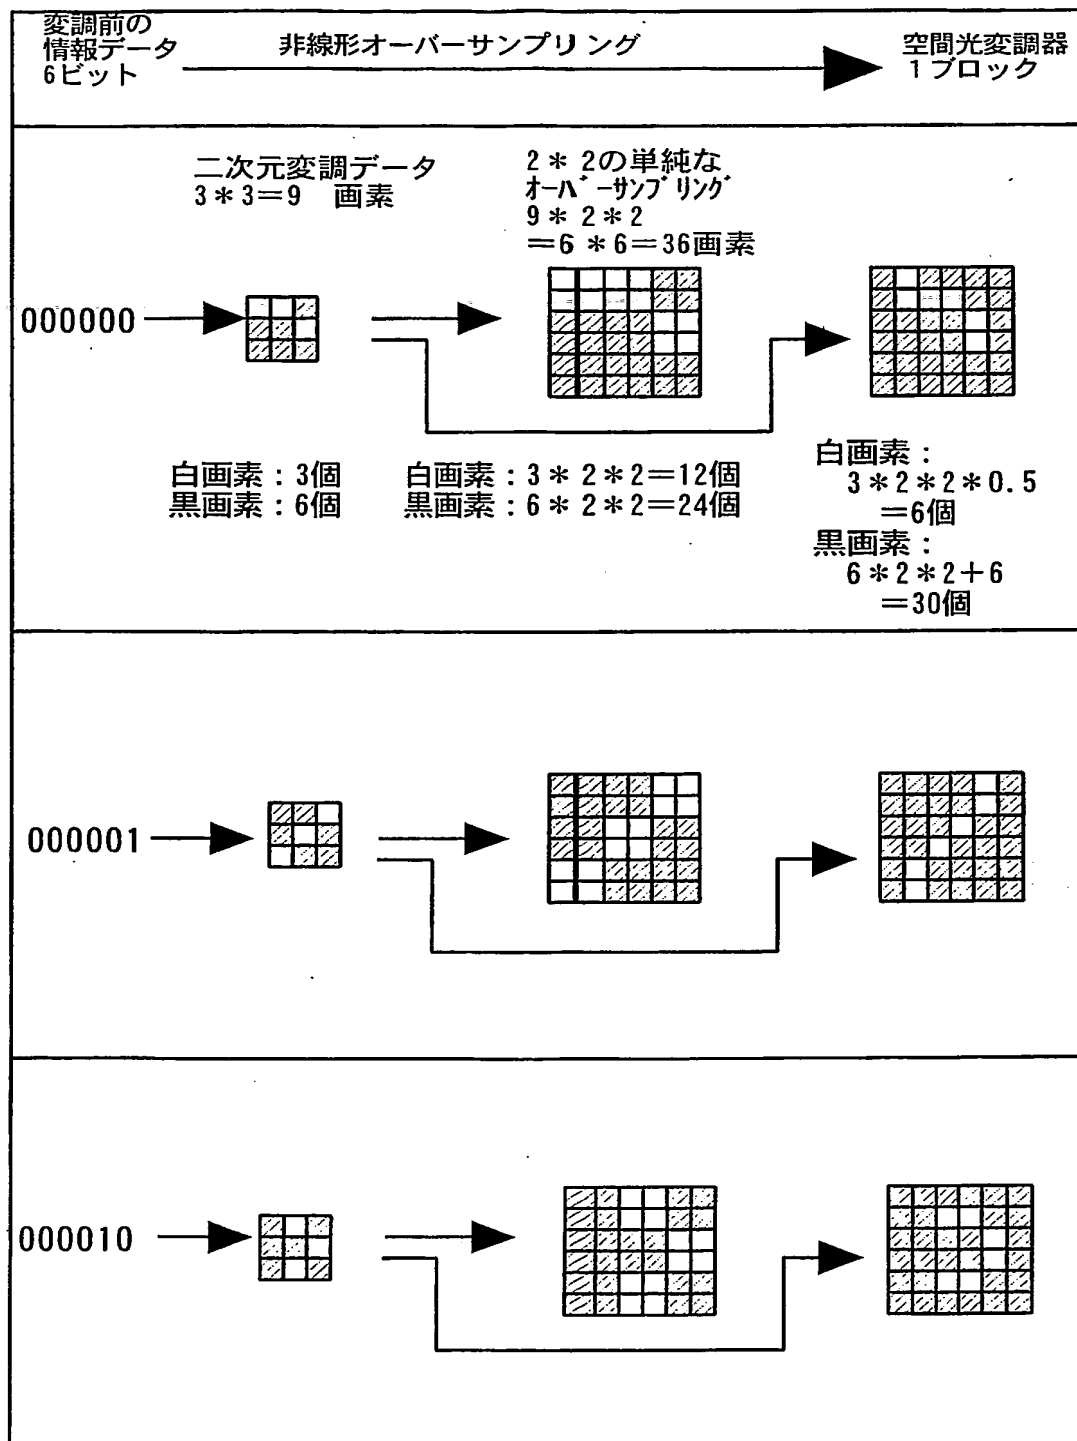 変調前の
情報データ
6ビット
非線形オーバーサンプリング
空間光変調器
1ブロック
二次元変調データ
3*3=9 画素
2*2の単純な
オーバーサンプリング
9*2*2
=6*6=36画素
000000
白画素:3個
黒画素:6個
白画素:3*2*2=12個
黒画素:6*2*2=24個
白画素:
3*2*2*0.5
=6個
黒画素:
6*2*2+6
=30個
000001
000010